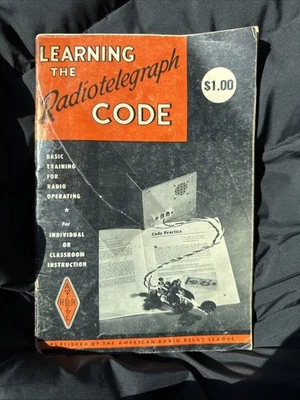 LEARNING
THE
Radiotelegraph
CODE
$1.00
BASIC
TRAINING
FOR
RADIO
OPERATING
★
For
INDIVIDUAL
OR
CLASSROOM
INSTRUCTION
Code Practice
A
R R
L
PUBLISHED BY THE AMERICAN RADIO RELAY LEAGUE